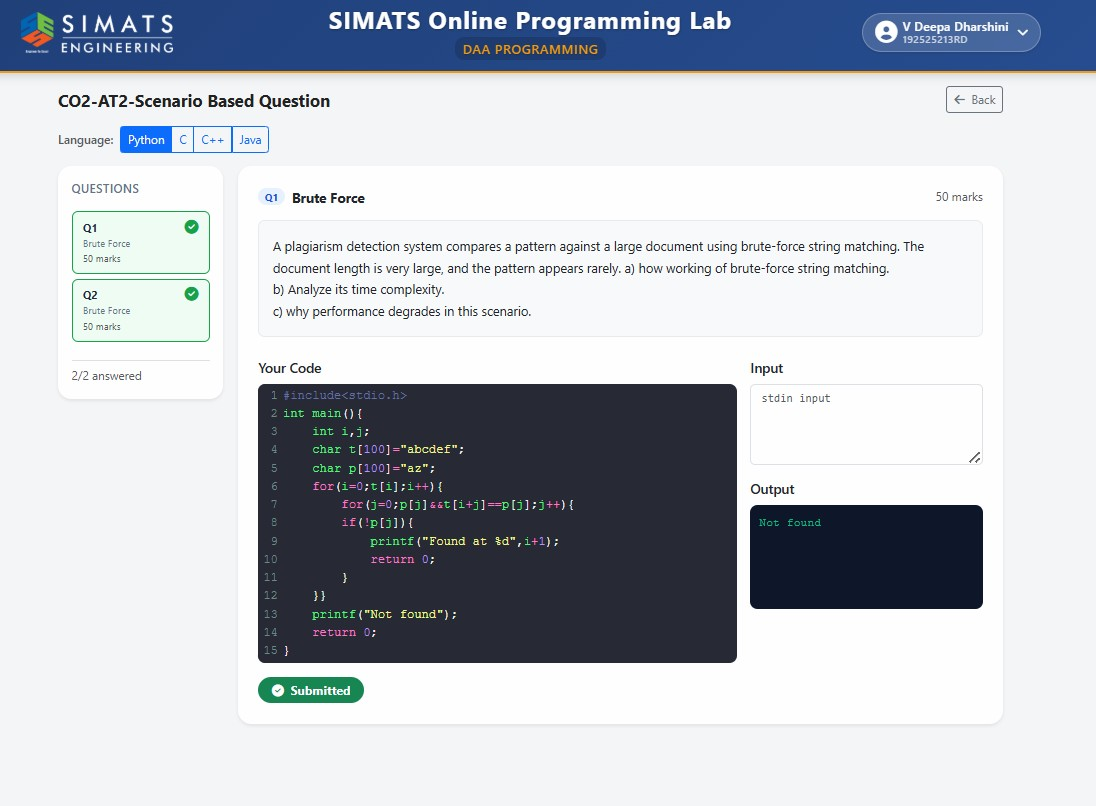 SIMATS
ENGINEERING
SIMATS Online Programming Lab
DAA PROGRAMMING
V Deepa Dharshini
192525213RD
CO2-AT2-Scenario Based Question
← Back
Language: Python C C++ Java
QUESTIONS
Q1
Brute Force
50 marks
Q2
Brute Force
50 marks
2/2 answered
Q1 Brute Force 50 marks
A plagiarism detection system compares a pattern against a large document using brute-force string matching. The
document length is very large, and the pattern appears rarely. a) how working of brute-force string matching.
b) Analyze its time complexity.
c) why performance degrades in this scenario.
Your Code
1 #include<stdio.h>
2 int main(){
3     int i,j;
4     char t[100]="abcdef";
5     char p[100]="az";
6     for(i=0;t[i];i++){
7         for(j=0;p[j]&&t[i+j]==p[j];j++){
8         if(!p[j]){
9             printf("Found at %d",i+1);
10             return 0;
11         }
12     }}
13     printf("Not found");
14     return 0;
15 }
Submitted
Input
stdin input
Output
Not found